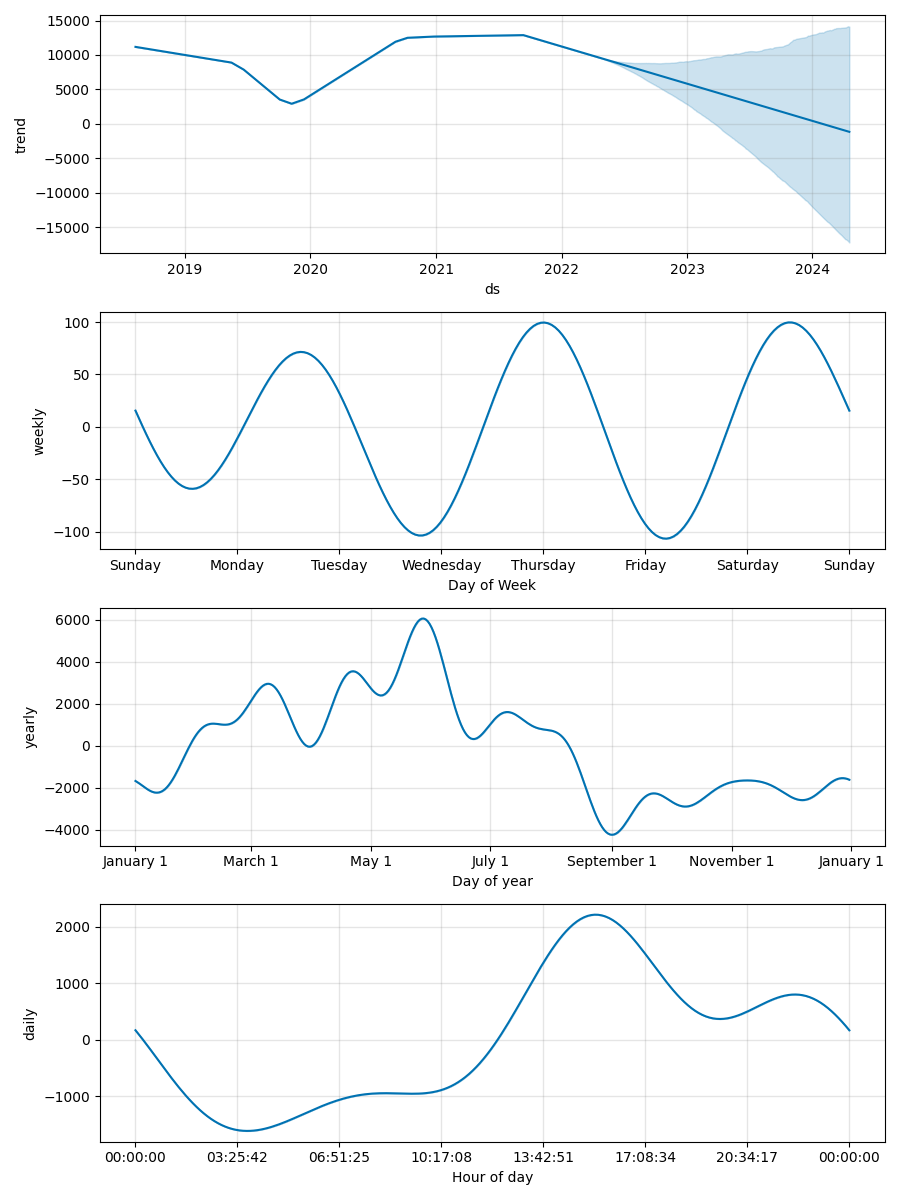 15000
10000
5000
0
−5000
−10000
−15000
trend
2019 2020 2021 2022 2023 2024
ds
100
50
0
−50
−100
weekly
Sunday Monday Tuesday Wednesday Thursday Friday Saturday Sunday
Day of Week
6000
4000
2000
0
−2000
−4000
yearly
January 1 March 1 May 1 July 1 September 1 November 1 January 1
Day of year
2000
1000
0
−1000
daily
00:00:00 03:25:42 06:51:25 10:17:08 13:42:51 17:08:34 20:34:17 00:00:00
Hour of day